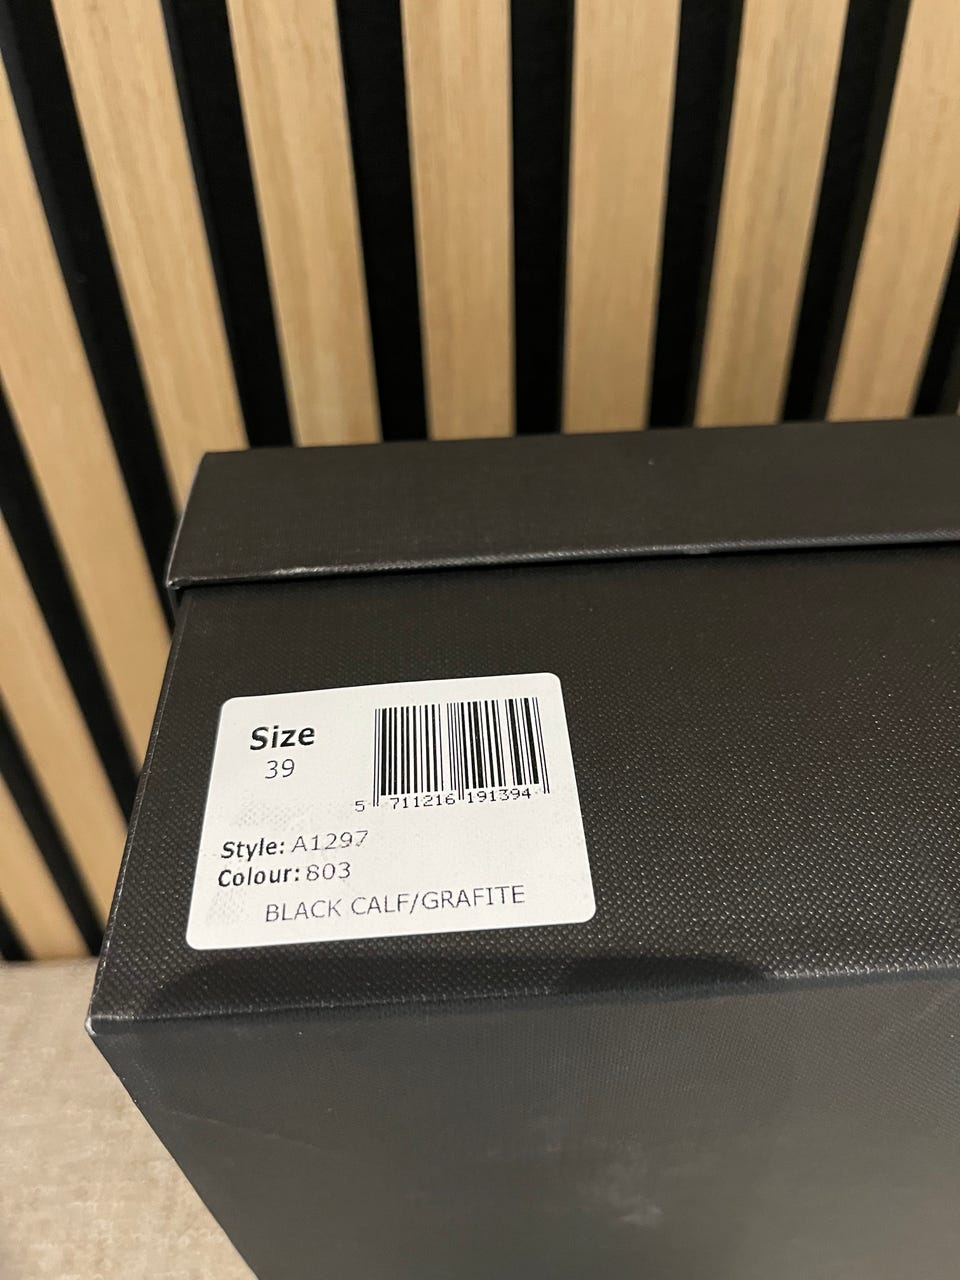 Size
39
5 711216 191394
Style: A1297
Colour: 803
BLACK CALF/GRAFITE